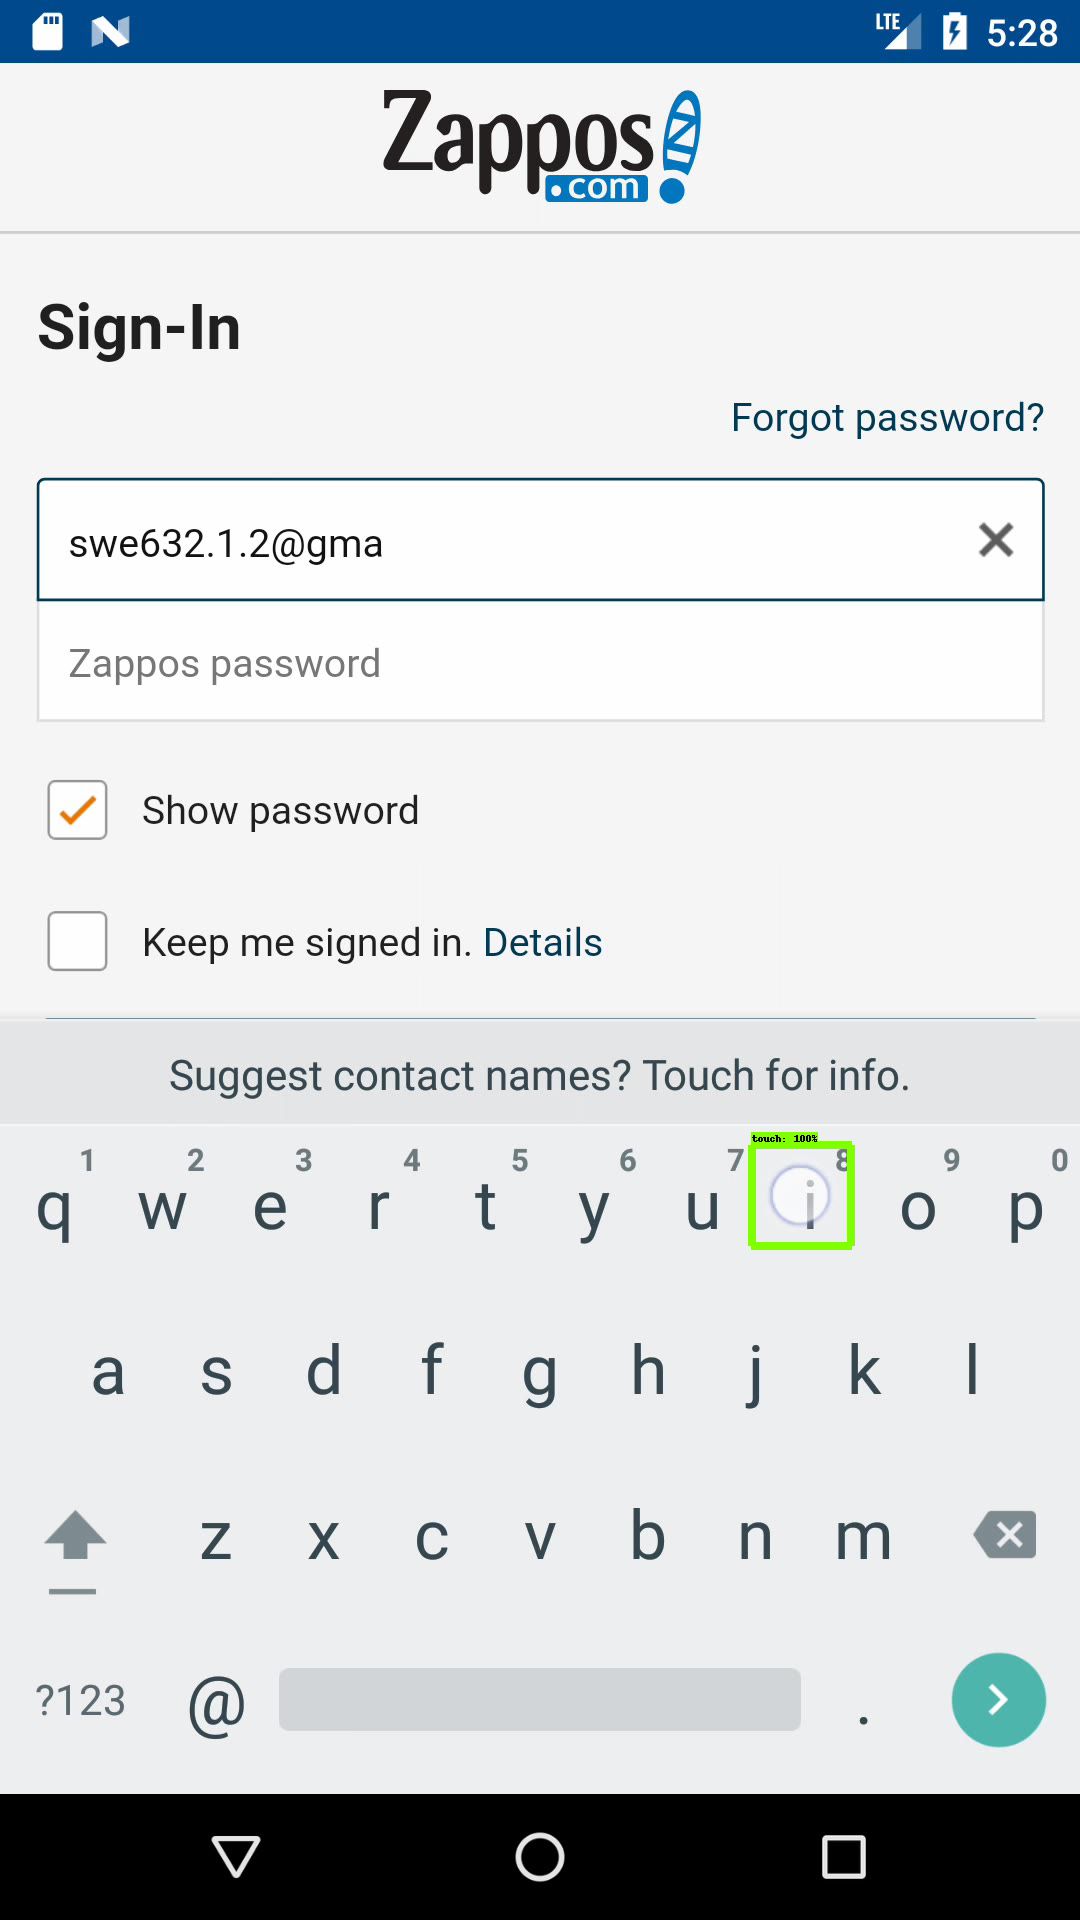 LTE 5:28
Zappos
.com
Sign-In
Forgot password?
swe632.1.2@gma
Zappos password
Show password
Keep me signed in. Details
Suggest contact names? Touch for info.
touch: 100%
1 2 3 4 5 6 7 8 9 0
q w e r t y u i o p
a s d f g h j k l
z x c v b n m
?123 @ .